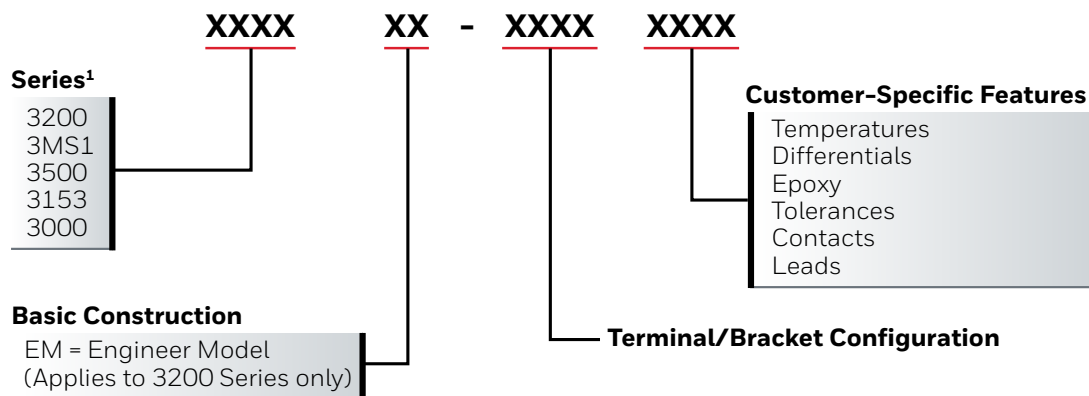 XXXX XX - XXXX XXXX
Series¹
3200
3MS1
3500
3153
3000
Customer-Specific Features
Temperatures
Differentials
Epoxy
Tolerances
Contacts
Leads
Basic Construction
EM = Engineer Model
(Applies to 3200 Series only)
Terminal/Bracket Configuration